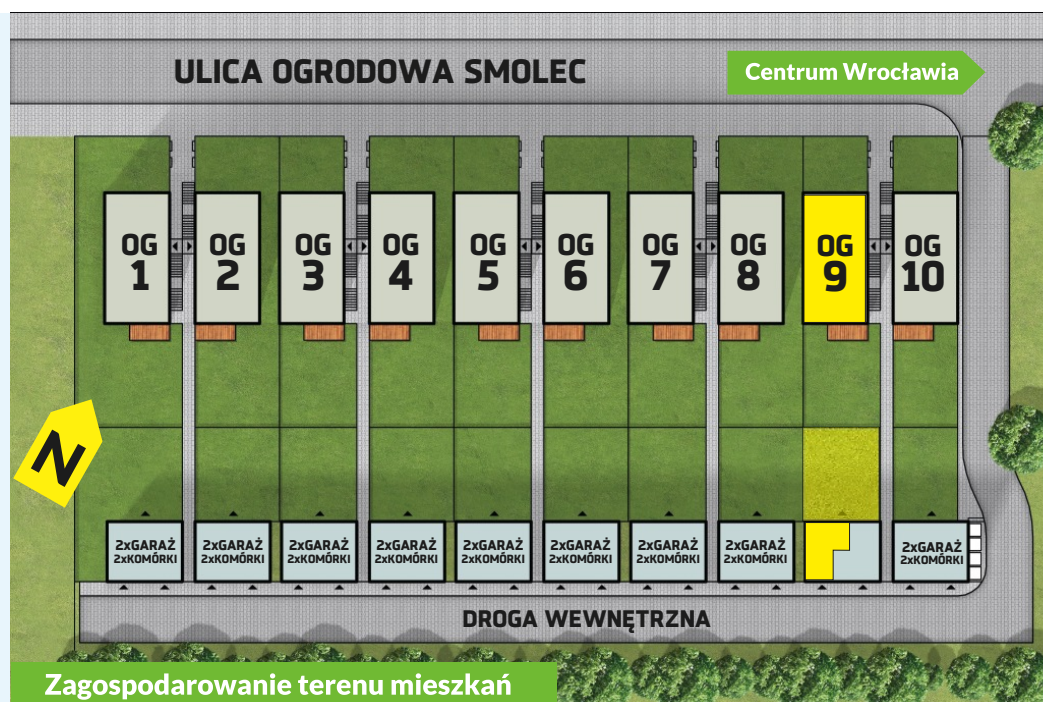 ULICA OGRODOWA SMOLEC
Centrum Wrocławia
OG
1
OG
2
OG
3
OG
4
OG
5
OG
6
OG
7
OG
8
OG
9
OG
10
N
2xGARAŻ
2xKOMÓRKI
2xGARAŻ
2xKOMÓRKI
2xGARAŻ
2xKOMÓRKI
2xGARAŻ
2xKOMÓRKI
2xGARAŻ
2xKOMÓRKI
2xGARAŻ
2xKOMÓRKI
2xGARAŻ
2xKOMÓRKI
2xGARAŻ
2xKOMÓRKI
2xGARAŻ
2xKOMÓRKI
DROGA WEWNĘTRZNA
Zagospodarowanie terenu mieszkań